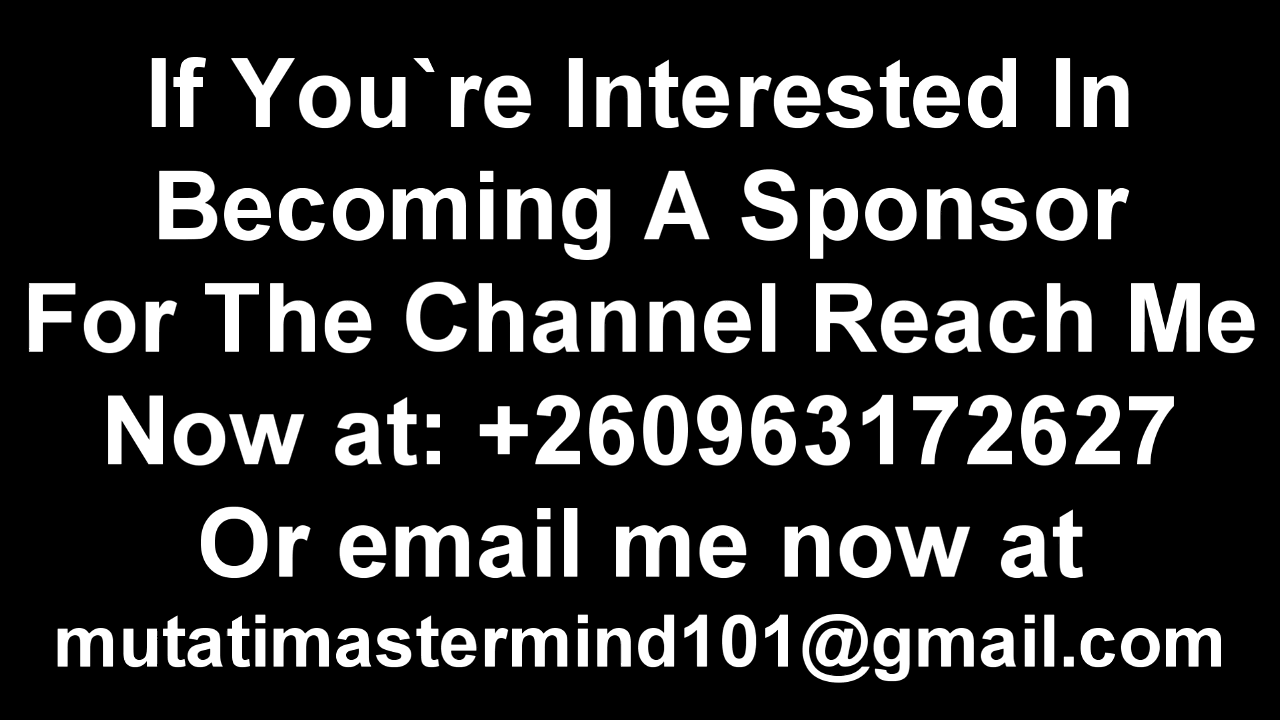 If You`re Interested In
Becoming A Sponsor
For The Channel Reach Me
Now at: +260963172627
Or email me now at
mutatimastermind101@gmail.com